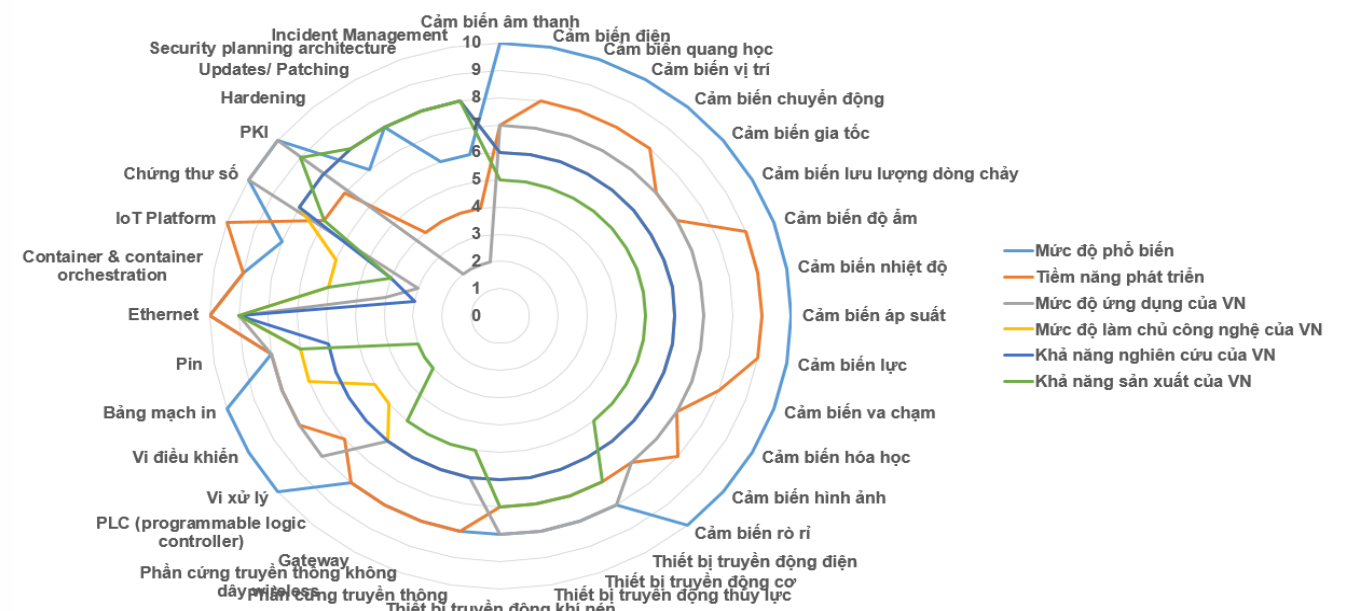 Cảm biến âm thanh
Cảm biến điện
Cảm biến quang học
Cảm biến vị trí
Cảm biến chuyển động
Cảm biến gia tốc
Cảm biến lưu lượng dòng chảy
Cảm biến độ ẩm
Cảm biến nhiệt độ
Cảm biến áp suất
Cảm biến lực
Cảm biến va chạm
Cảm biến hóa học
Cảm biến hình ảnh
Cảm biến rò rỉ
Thiết bị truyền động điện
Thiết bị truyền động cơ
Thiết bị truyền động thủy lực
Thiết bị truyền động khí nén
Phần cứng truyền thông
Phần cứng truyền thông không
dây wireless
Gateway
PLC (programmable logic
controller)
Vi xử lý
Vi điều khiển
Bảng mạch in
Pin
Ethernet
Container & container
orchestration
IoT Platform
Chứng thư số
PKI
Hardening
Updates/ Patching
Security planning architecture
Incident Management
10
9
8
7
6
5
4
3
2
1
0
Mức độ phổ biến
Tiềm năng phát triển
Mức độ ứng dụng của VN
Mức độ làm chủ công nghệ của VN
Khả năng nghiên cứu của VN
Khả năng sản xuất của VN